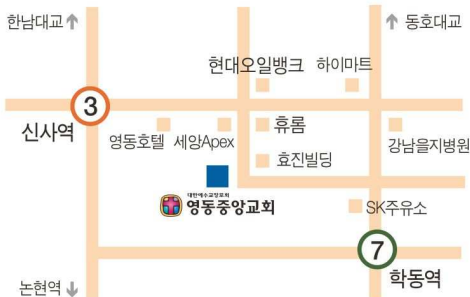 한남대교
동호대교
현대오일뱅크
하이마트
3
신사역
영동호텔
세양Apex
휴롬
강남을지병원
효진빌딩
대한예수교장로회
영동중앙교회
SK주유소
7
학동역
논현역